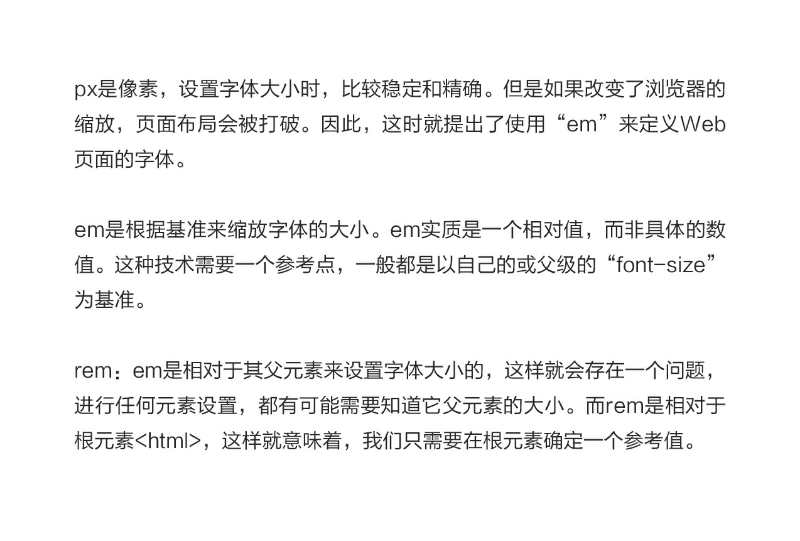 px是像素，设置字体大小时，比较稳定和精确。但是如果改变了浏览器的
缩放，页面布局会被打破。因此，这时就提出了使用“em”来定义Web
页面的字体。
em是根据基准来缩放字体的大小。em实质是一个相对值，而非具体的数
值。这种技术需要一个参考点，一般都是以自己的或父级的“font-size”
为基准。
rem：em是相对于其父元素来设置字体大小的，这样就会存在一个问题，
进行任何元素设置，都有可能需要知道它父元素的大小。而rem是相对于
根元素<html>，这样就意味着，我们只需要在根元素确定一个参考值。